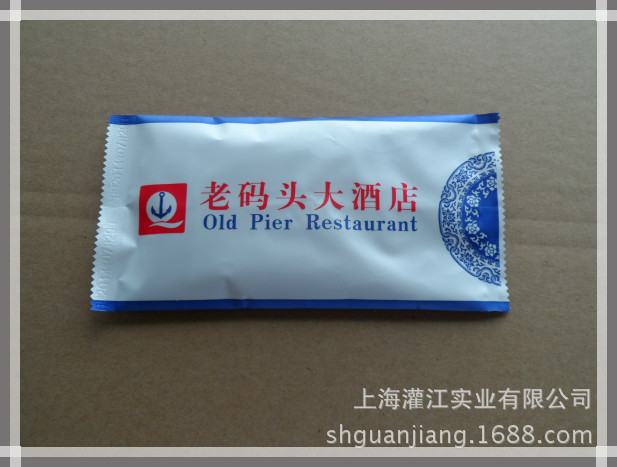 老码头大酒店
Old Pier Restaurant
上海灌江实业有限公司
shguanjiang.1688.com